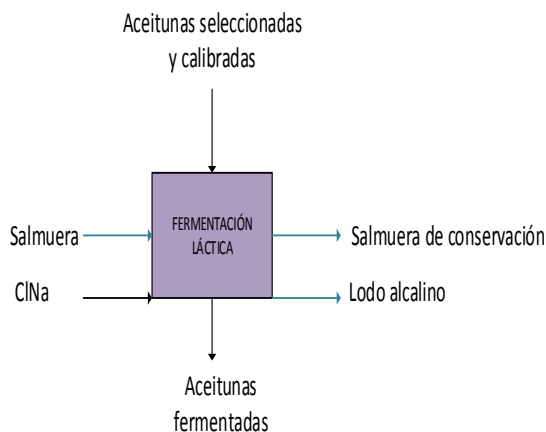 Aceitunas seleccionadas
y calibradas
FERMENTACIÓN
LÁCTICA
Salmuera
Salmuera de conservación
ClNa
Lodo alcalino
Aceitunas
fermentadas